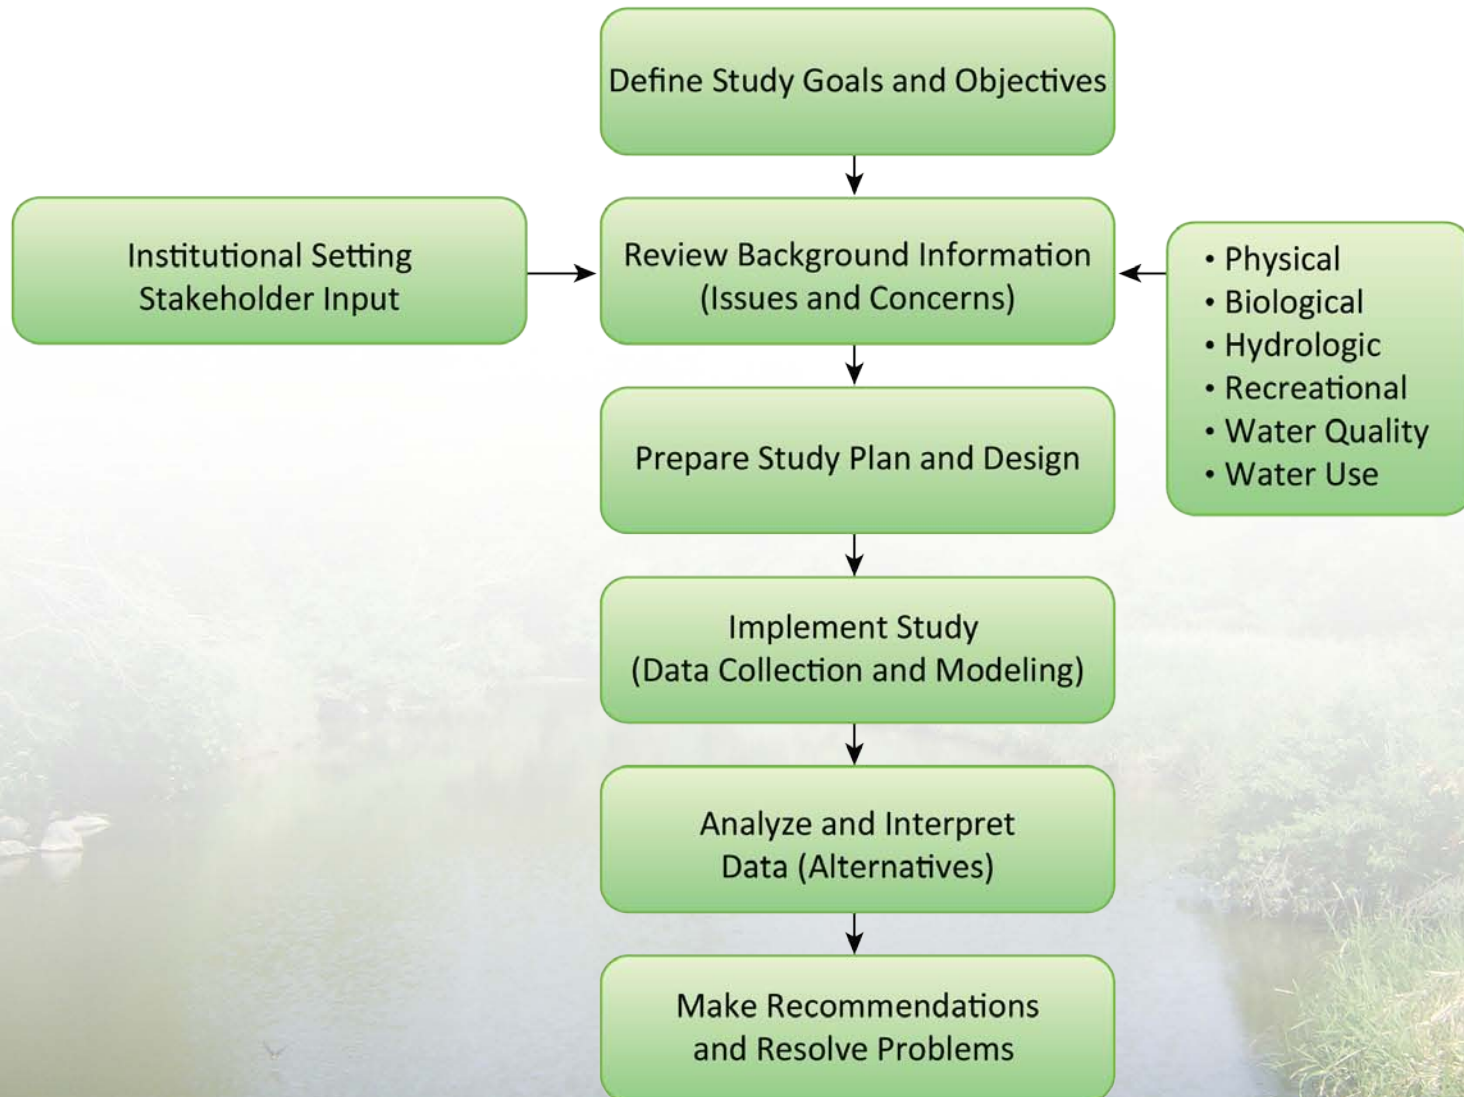 Define Study Goals and Objectives
Institutional Setting
Stakeholder Input
Review Background Information
(Issues and Concerns)
• Physical
• Biological
• Hydrologic
• Recreational
• Water Quality
• Water Use
Prepare Study Plan and Design
Implement Study
(Data Collection and Modeling)
Analyze and Interpret
Data (Alternatives)
Make Recommendations
and Resolve Problems